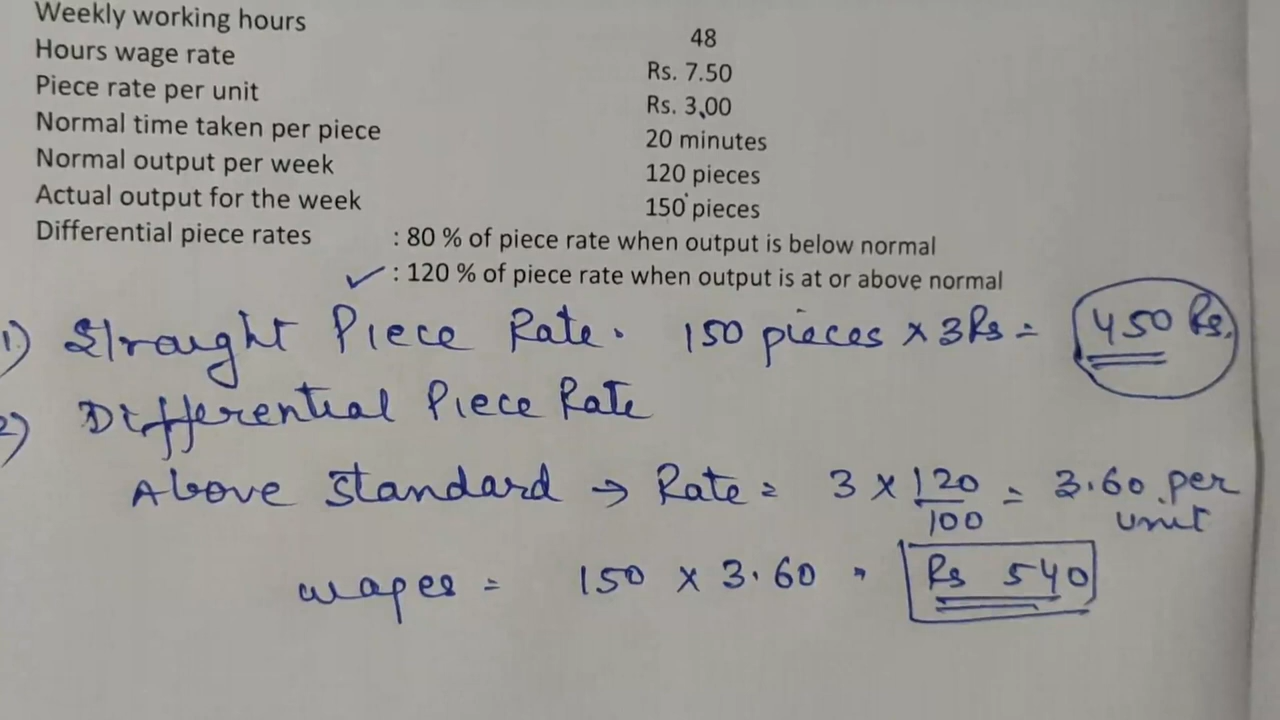 Weekly working hours 48
Hours wage rate Rs. 7.50
Piece rate per unit Rs. 3,00
Normal time taken per piece 20 minutes
Normal output per week 120 pieces
Actual output for the week 150 pieces
Differential piece rates : 80 % of piece rate when output is below normal
✓ : 120 % of piece rate when output is at or above normal
1.) Straight Piece Rate. 150 pieces × 3 Rs = 450 Rs.
2) Differential Piece Rate
Above Standard → Rate = 3 × 120/100 = 3.60 per unit
wages = 150 × 3.60 = Rs 540